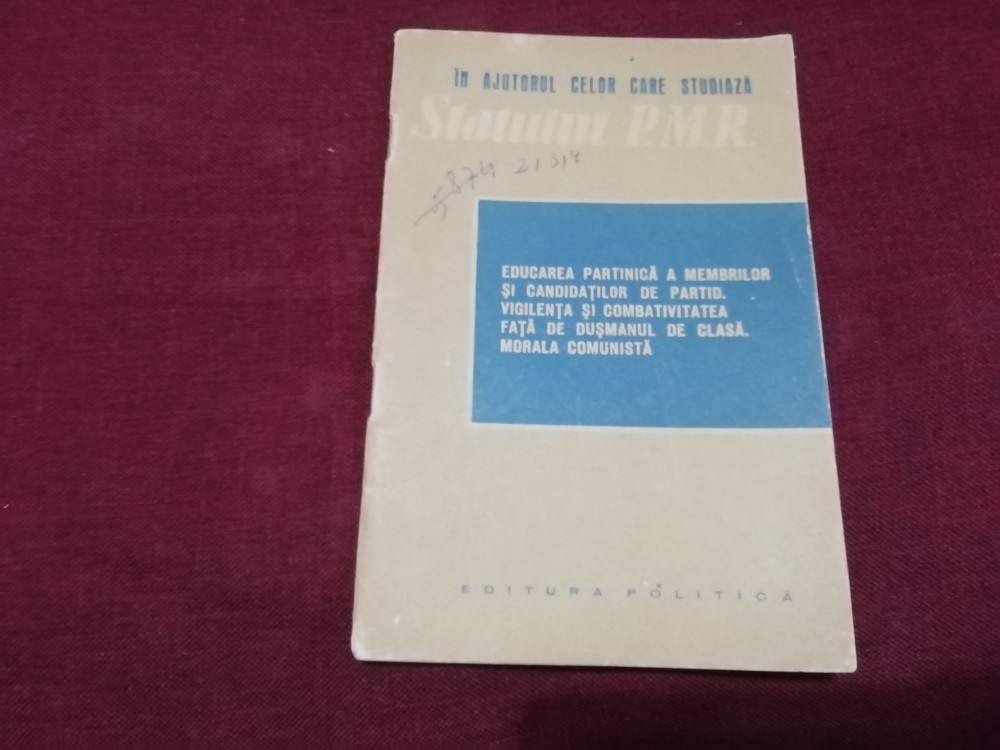 ÎN AJUTORUL CELOR CARE STUDIAZĂ
Statutul P.M.R.
EDUCAREA PARTINICĂ A MEMBRILOR
ȘI CANDIDAȚILOR DE PARTID.
VIGILENȚA ȘI COMBATIVITATEA
FAȚĂ DE DUȘMANUL DE CLASĂ.
MORALA COMUNISTĂ
EDITURA POLITICĂ